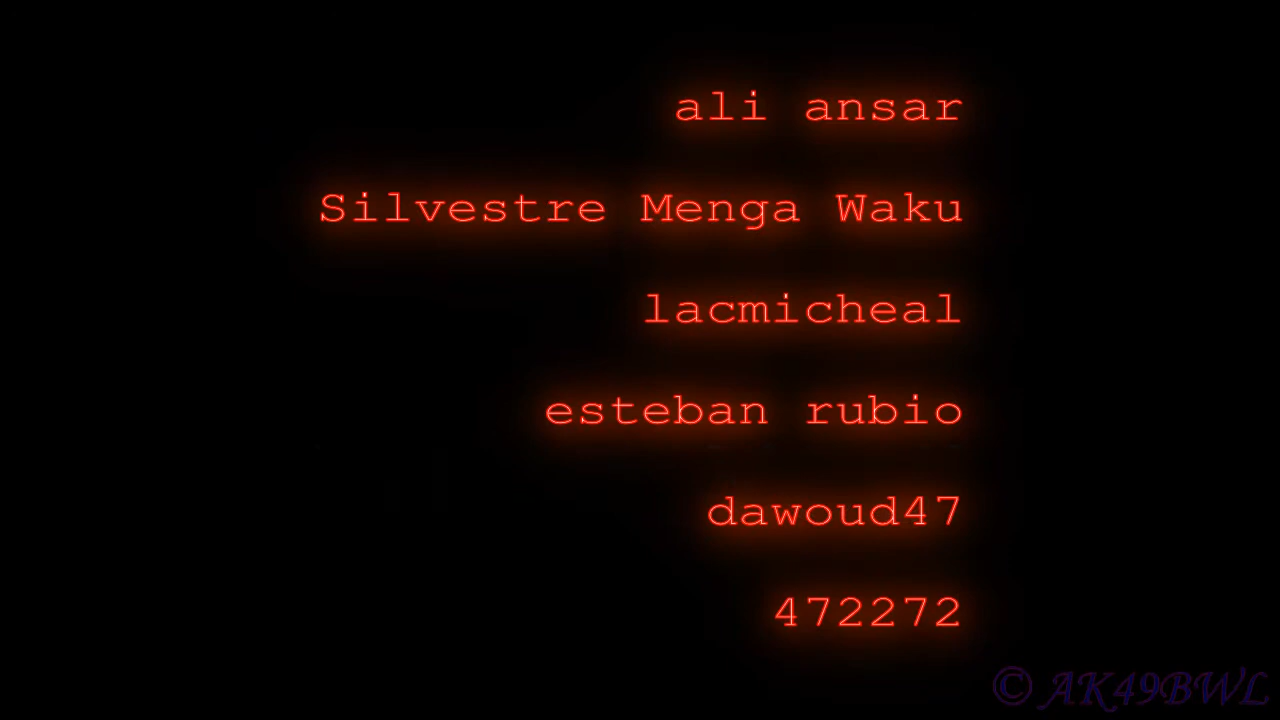 ali ansar
Silvestre Menga Waku
lacmicheal
esteban rubio
dawoud47
472272
© AK49BWL